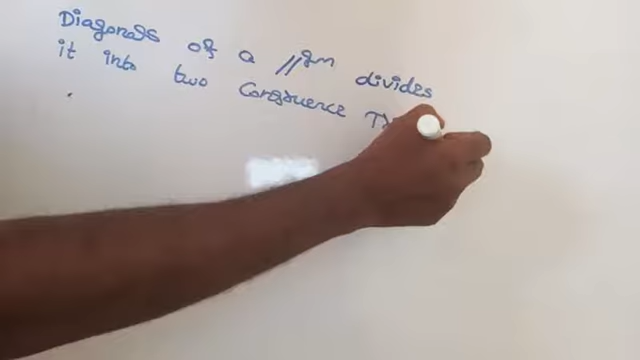 Diagonals of a //gm divides
it into two Congruence